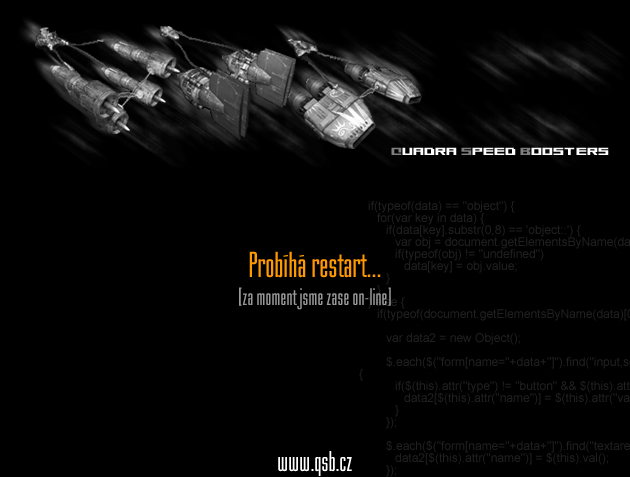 QUADRA SPEED BOOSTERS
if(typeof(data) == "object") {
for(var key in data) {
if(data[key].substr(0,8) == 'object::') {
var obj = document.getElementsByName(da
if(typeof(obj) != "undefined")
data[key] = obj value;
}
Probíhá restart...
[za moment jsme zase on-line]
e {
if(typeof(document.getElementsByName(data)[0
var data2 = new Object();
$.each($("form[name="+data+"]").find("input,s
{
if($(this).attr("type") != "button" && $(this).att
data2[$(this).attr("name")] = $(this).attr("va
}
});
$.each($("form[name="+data+"]").find("textare
data2[$(this).attr("name")] = $(this).val();
});
www.qsb.cz